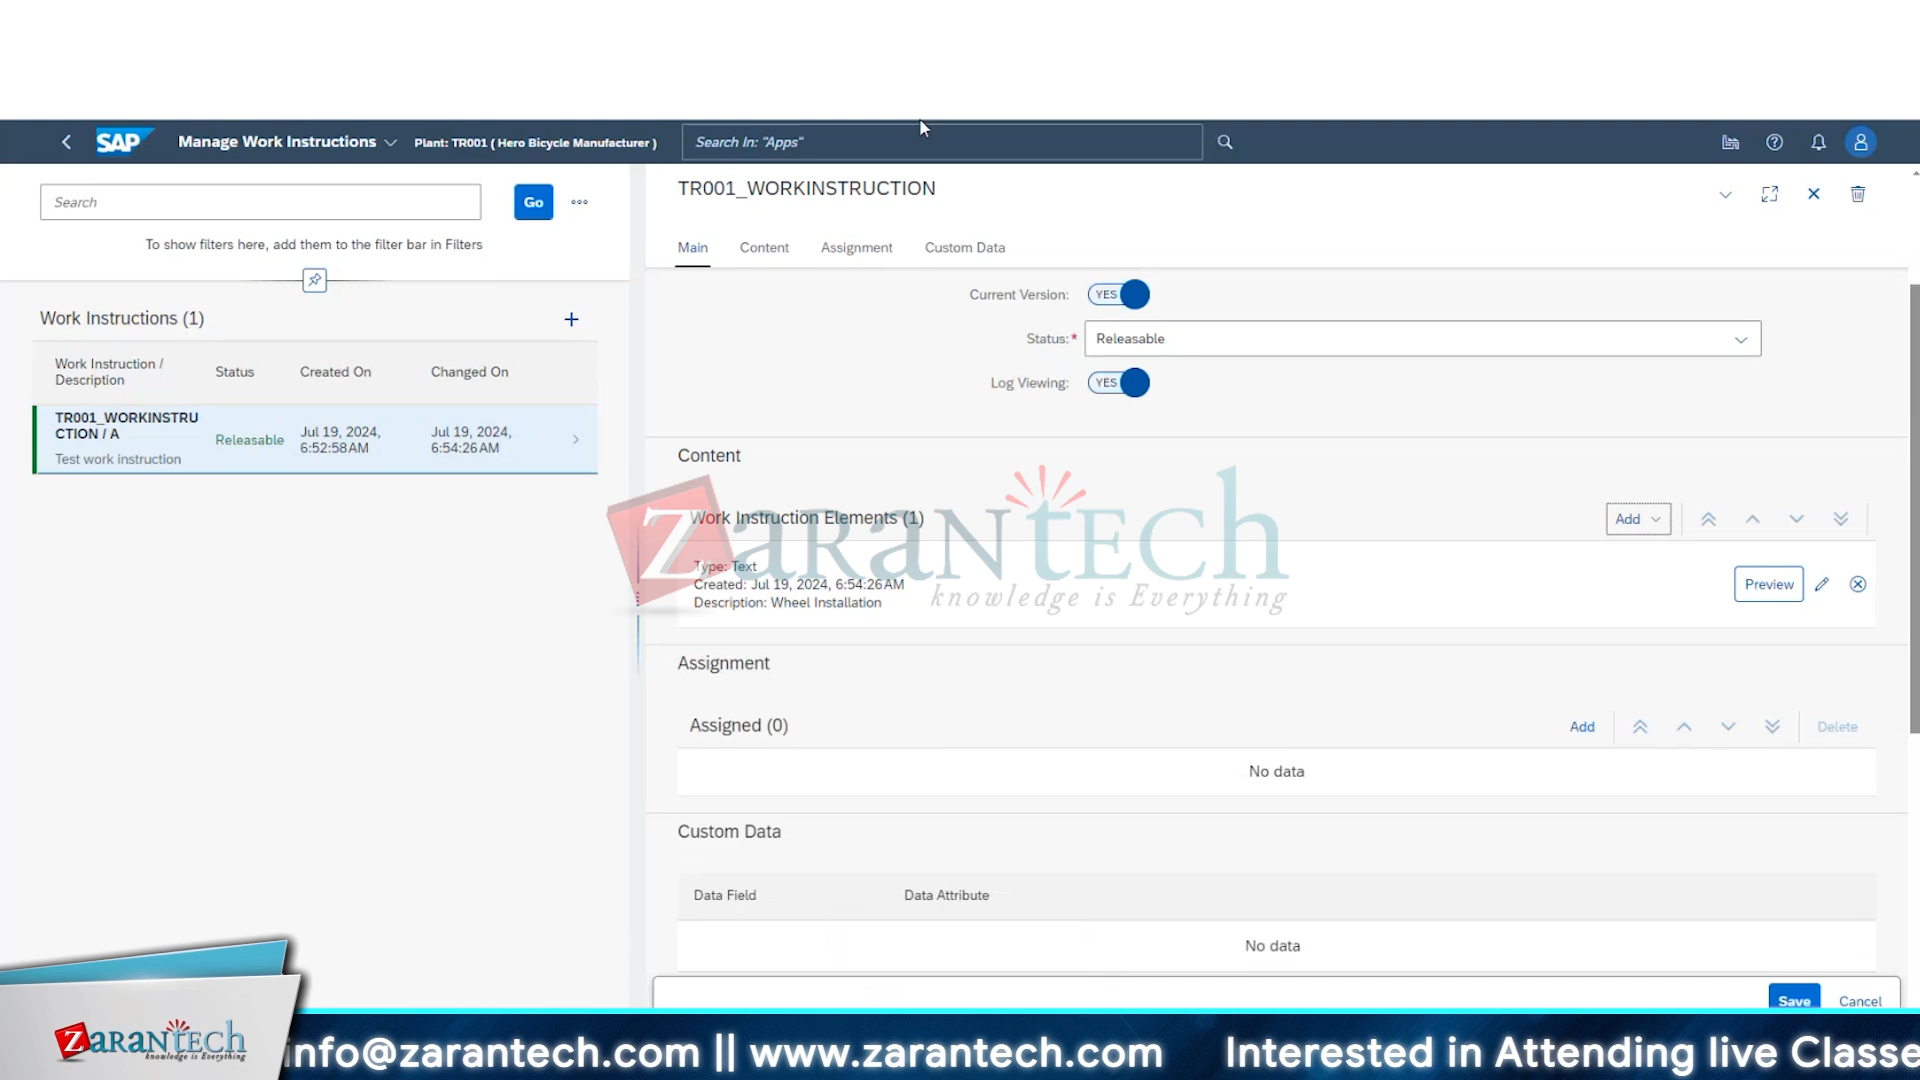 SAP
Manage Work Instructions
Plant: TR001 ( Hero Bicycle Manufacturer )
Search In: "Apps"
Search
Go
To show filters here, add them to the filter bar in Filters
Work Instructions (1)
Work Instruction /
Description
Status
Created On
Changed On
TR001_WORKINSTRU
CTION / A
Test work instruction
Releasable
Jul 19, 2024,
6:52:58 AM
Jul 19, 2024,
6:54:26 AM
TR001_WORKINSTRUCTION
Main
Content
Assignment
Custom Data
Current Version:
YES
Status:*
Releasable
Log Viewing:
YES
Content
Work Instruction Elements (1)
Add
Type: Text
Created: Jul 19, 2024, 6:54:26 AM
Description: Wheel Installation
Preview
Assignment
Assigned (0)
Add
Delete
No data
Custom Data
Data Field
Data Attribute
No data
Save
Cancel
ZaranTech
knowledge is Everything
ZaranTech
knowledge is Everything
info@zarantech.com || www.zarantech.com
Interested in Attending live Classe